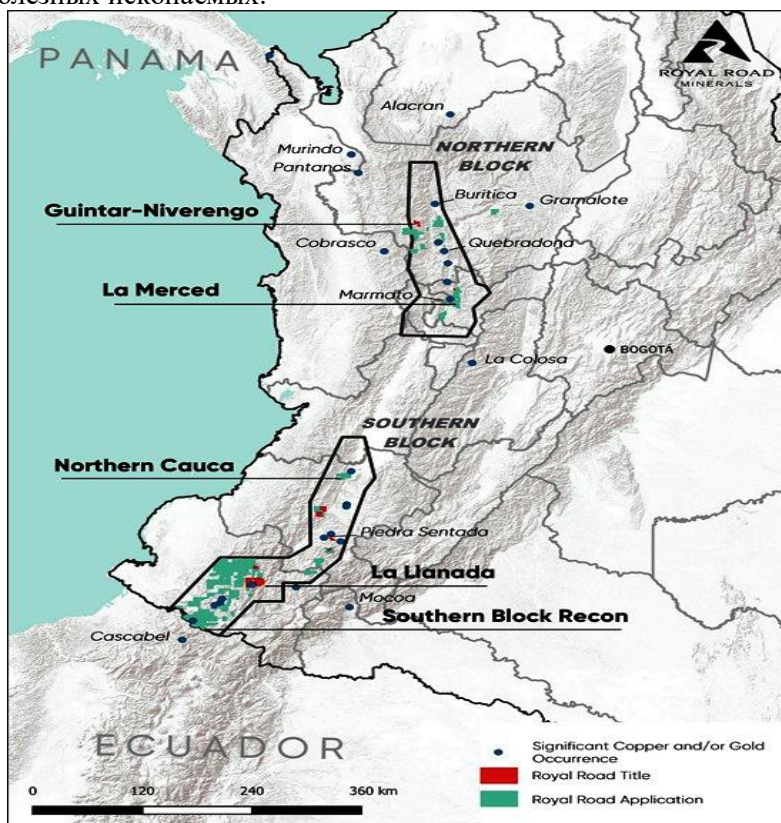 олезных ископаемых.
PANAMA
ROYAL ROAD
MINERALS
Alacran
NORTHERN
BLOCK
Murindo
Pantanos
Buritica
Gramalote
Guintar-Niverengo
Cobrasco
Quebradona
La Merced
Marmato
BOGOTÁ
La Colosa
SOUTHERN
BLOCK
Northern Cauca
Piedra Sentada
La Llanada
Mocoa
Southern Block Recon
Cascabel
ECUADOR
Significant Copper and/or Gold
Occurrence
Royal Road Title
Royal Road Application
0 120 240 360 km